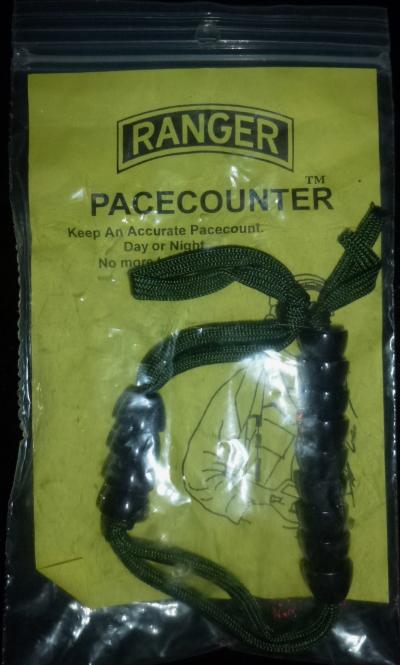 RANGER
PACECOUNTER™
Keep An Accurate Pacecount.
Day or Night
No more